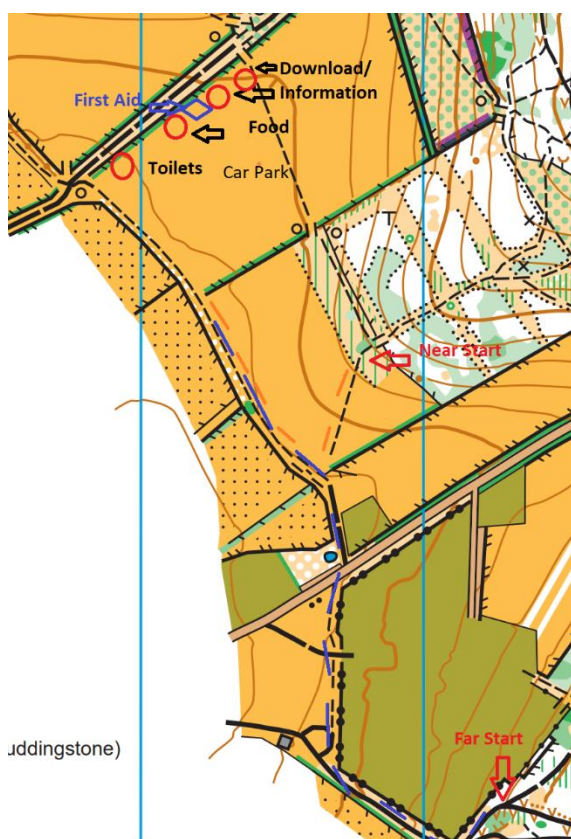 Download/
Information
First Aid
Food
Toilets
Car Park
Near Start
uddingstone)
Far Start